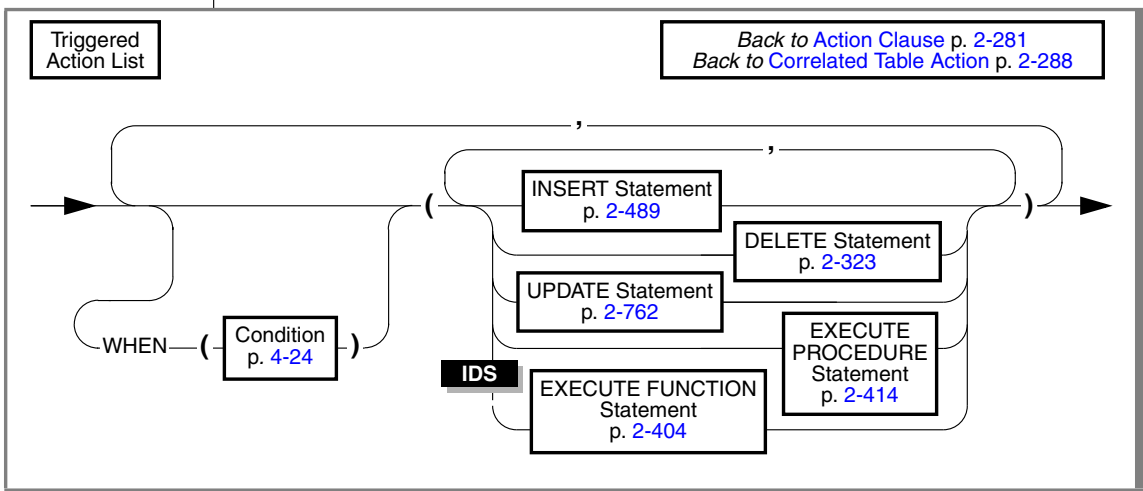 Triggered
Action List
Back to Action Clause p. 2-281
Back to Correlated Table Action p. 2-288
,
,
INSERT Statement
p. 2-489
(
)
DELETE Statement
p. 2-323
UPDATE Statement
p. 2-762
WHEN
(
Condition
p. 4-24
)
EXECUTE
PROCEDURE
Statement
p. 2-414
IDS
EXECUTE FUNCTION
Statement
p. 2-404